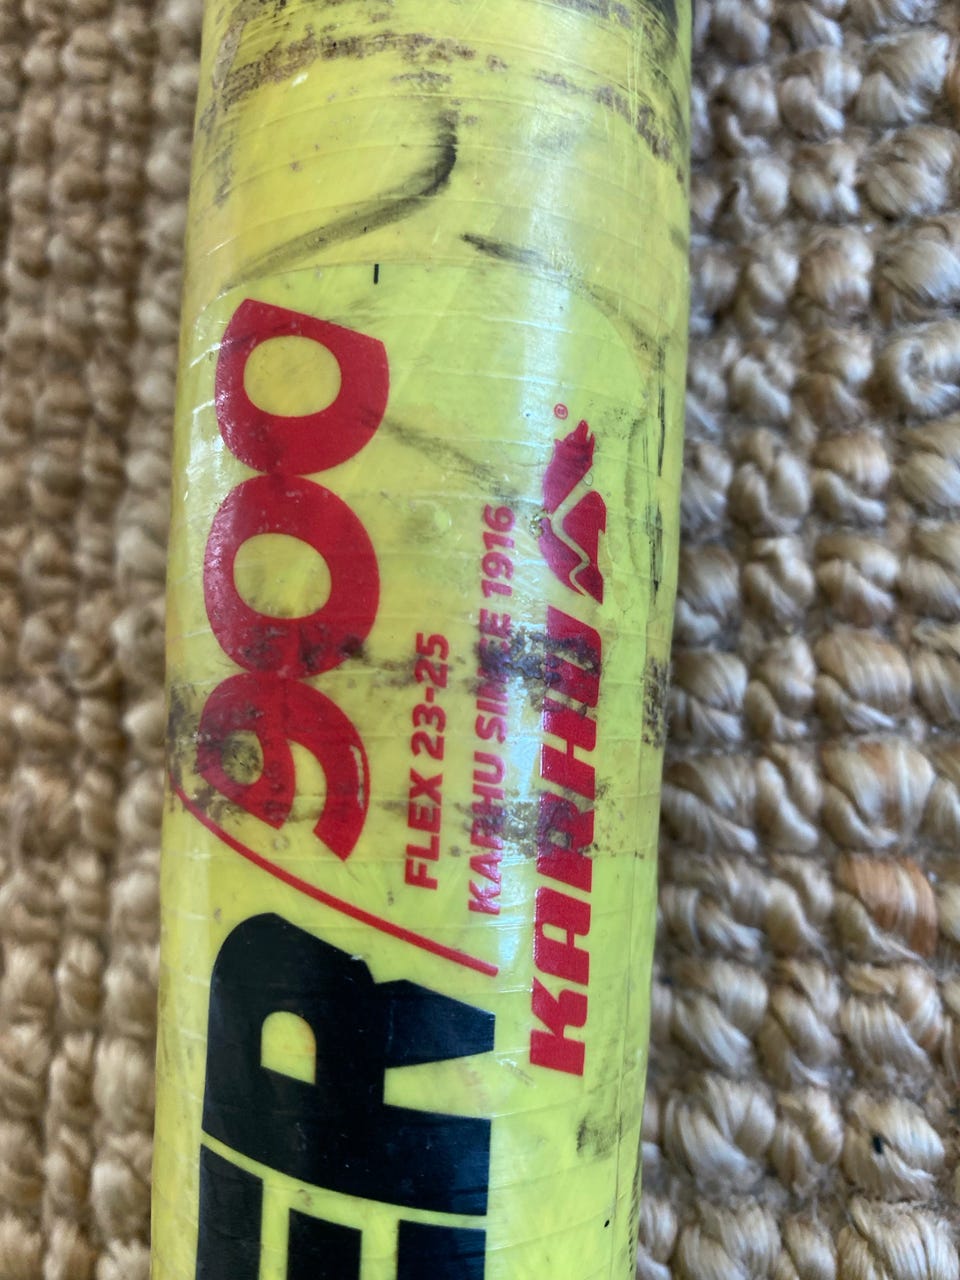 ER/900
FLEX 23-25
KARHU SINCE 1916
KARHU®